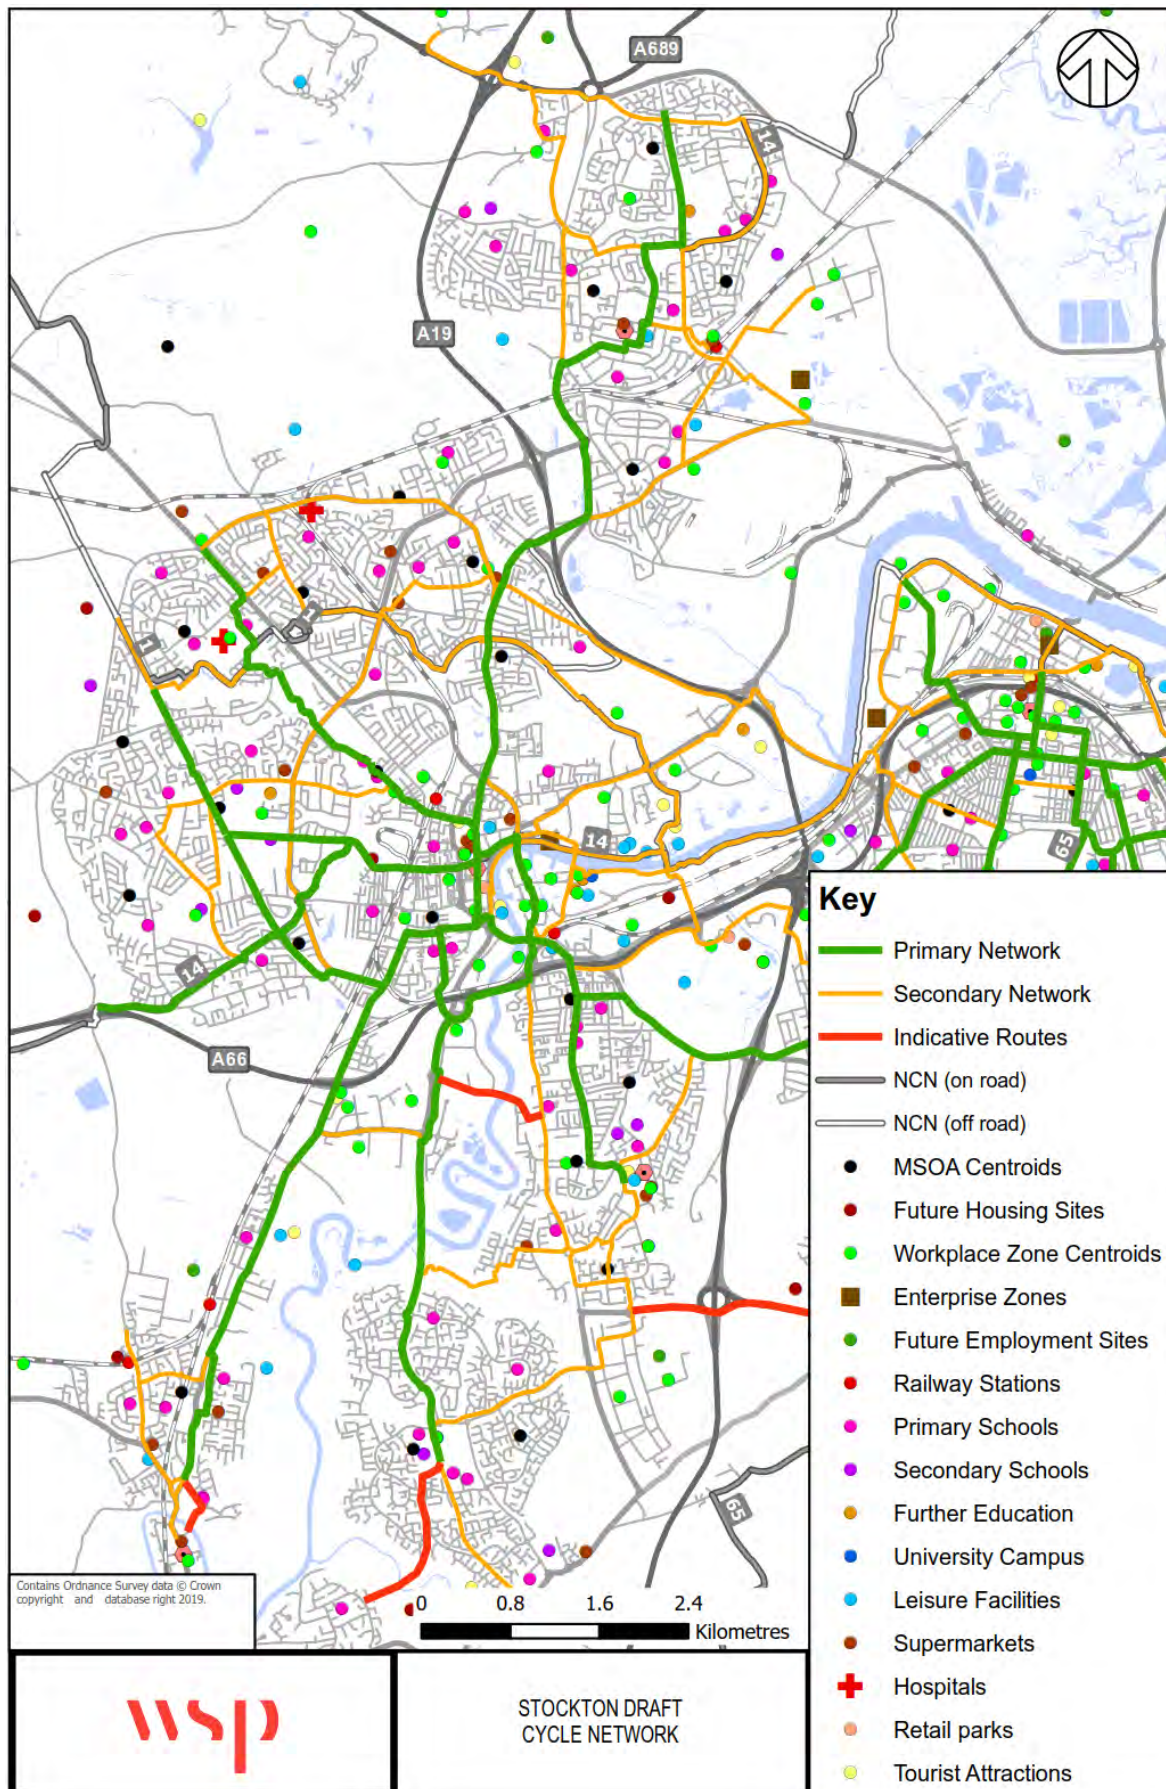 A689
14
A19
1
1
14
65
14
A66
65
Key
Primary Network
Secondary Network
Indicative Routes
NCN (on road)
NCN (off road)
MSOA Centroids
Future Housing Sites
Workplace Zone Centroids
Enterprise Zones
Future Employment Sites
Railway Stations
Primary Schools
Secondary Schools
Further Education
University Campus
Leisure Facilities
Supermarkets
Hospitals
Retail parks
Tourist Attractions
Contains Ordnance Survey data © Crown
copyright and database right 2019.
0 0.8 1.6 2.4
Kilometres
wsp
STOCKTON DRAFT
CYCLE NETWORK